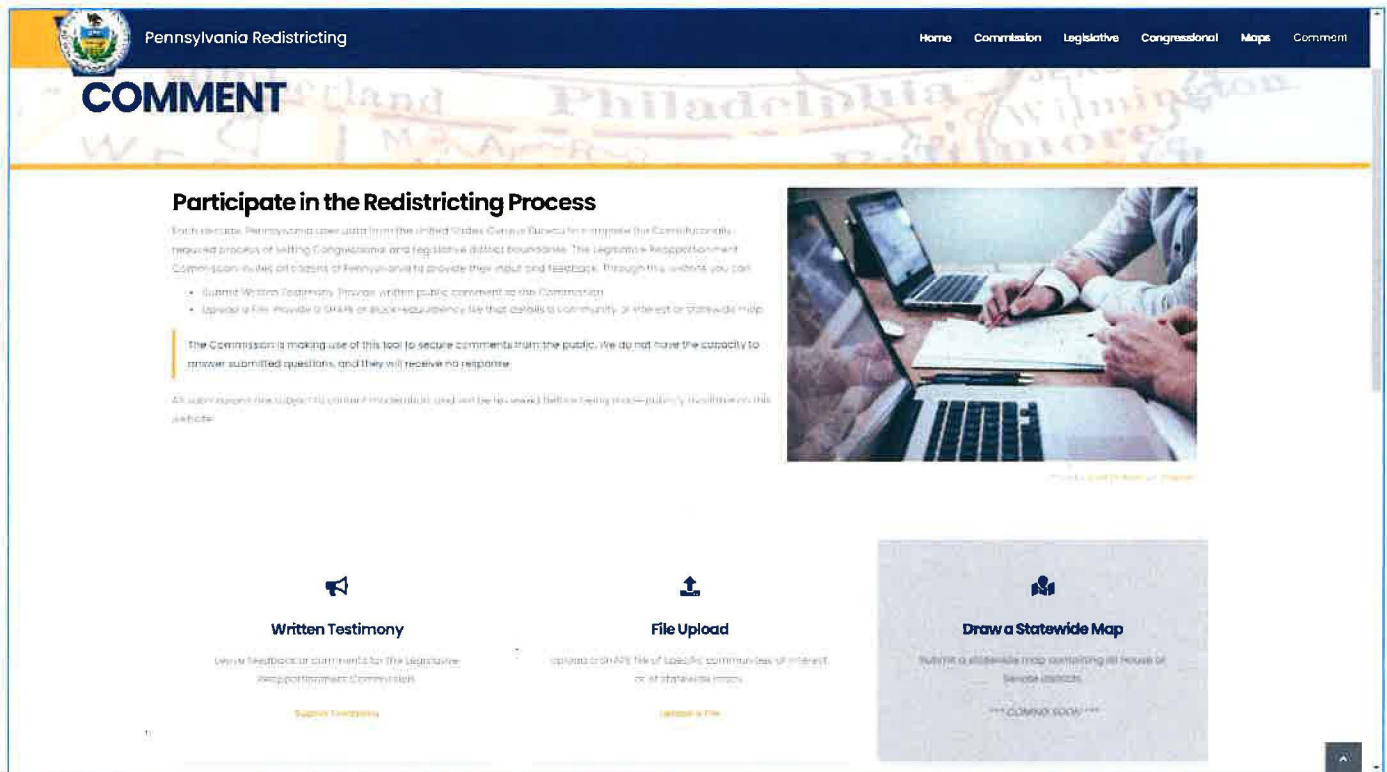 Pennsylvania Redistricting
Home Commission Legislative Congressional Maps Comment
COMMENT
Philadelphia
Wilmington
Participate in the Redistricting Process
Each decade, Pennsylvania uses data from the United States Census Bureau to complete the Constitutionally-
required process of setting Congressional and legislative district boundaries. The Legislative Reapportionment
Commission invites all citizens of Pennsylvania to provide their input and feedback. Through this website you can:
• Submit Written Testimony. Provide written public comment to the Commission
• Upload a File. Provide a SHAPE or Block-equivalency file that details a community of interest or statewide map
The Commission is making use of this tool to secure comments from the public. We do not have the capacity to
answer submitted questions, and they will receive no response
All submissions are subject to content moderation and will be reviewed before being made publicly available on this
website
Written Testimony
Leave feedback or comments for the Legislative
Reapportionment Commission
Submit Testimony
File Upload
Upload a SHAPE file of specific communities of interest
or of statewide maps
Upload a File
Draw a Statewide Map
Submit a statewide map containing all House or
Senate districts
*** COMING SOON ***